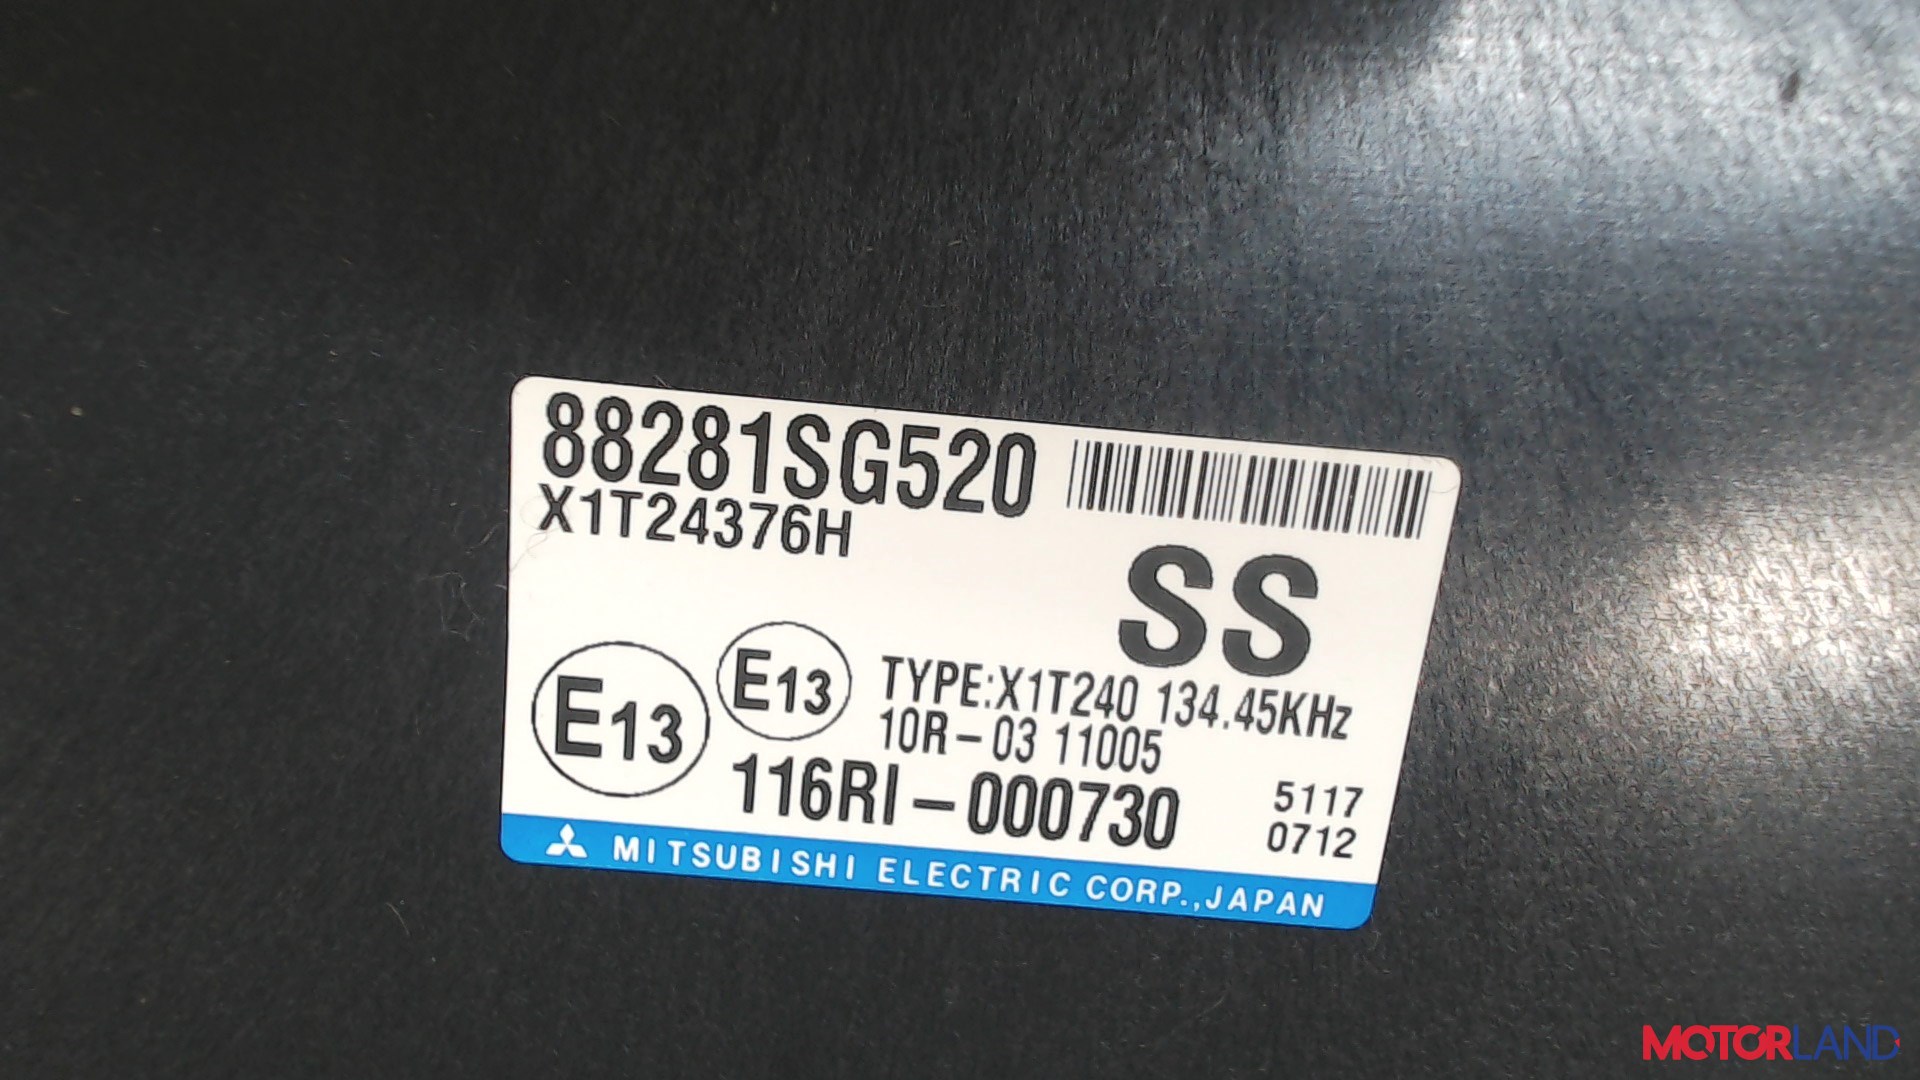 88281SG520
X1T24376H
SS
E13 E13 TYPE:X1T240 134.45KHz
10R-03 11005
116RI-000730
5117
0712
MITSUBISHI ELECTRIC CORP.,JAPAN
MOTORLAND